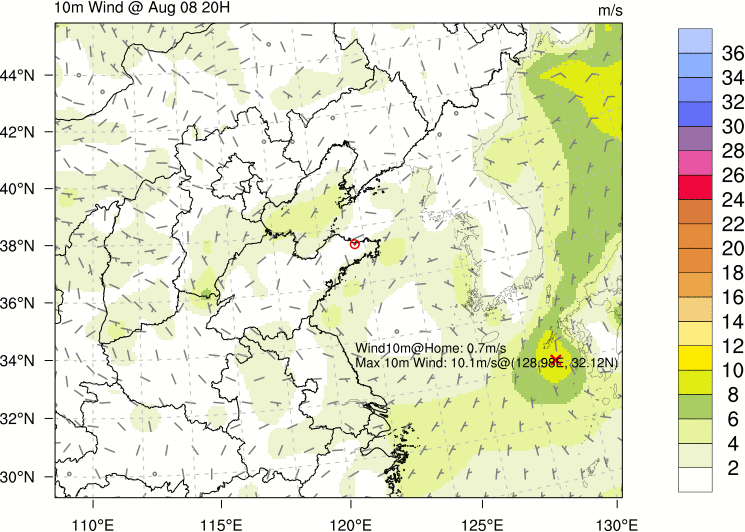 10m Wind @ Aug 08 20H
m/s
44°N
42°N
40°N
38°N
36°N
34°N
32°N
30°N
110°E
115°E
120°E
125°E
130°E
Wind10m@Home: 0.7m/s
Max 10m Wind: 10.1m/s@(128.98E, 32.12N)
36
34
32
30
28
26
24
22
20
18
16
14
12
10
8
6
4
2